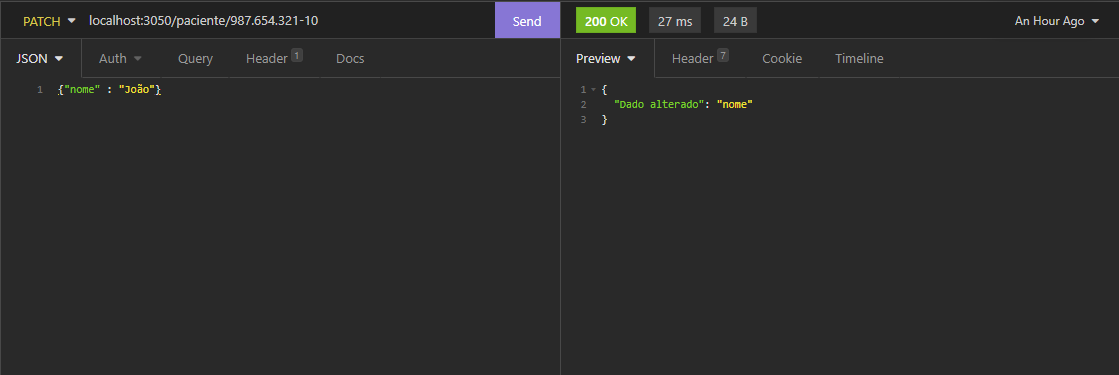 PATCH localhost:3050/paciente/987.654.321-10 Send
JSON Auth Query Header 1 Docs
1 {"nome" : "João"}
200 OK 27 ms 24 B An Hour Ago
Preview Header 7 Cookie Timeline
1 {
2 "Dado alterado": "nome"
3 }